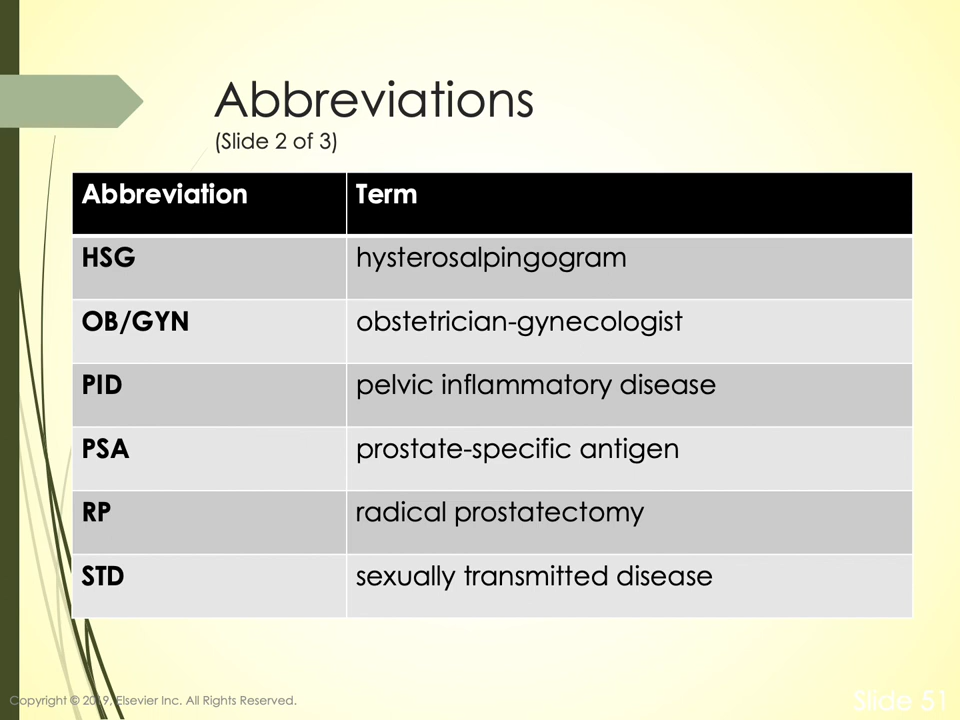 Abbreviations
(Slide 2 of 3)
Abbreviation Term
HSG hysterosalpingogram
OB/GYN obstetrician-gynecologist
PID pelvic inflammatory disease
PSA prostate-specific antigen
RP radical prostatectomy
STD sexually transmitted disease
Copyright © 2019, Elsevier Inc. All Rights Reserved.
Slide 51